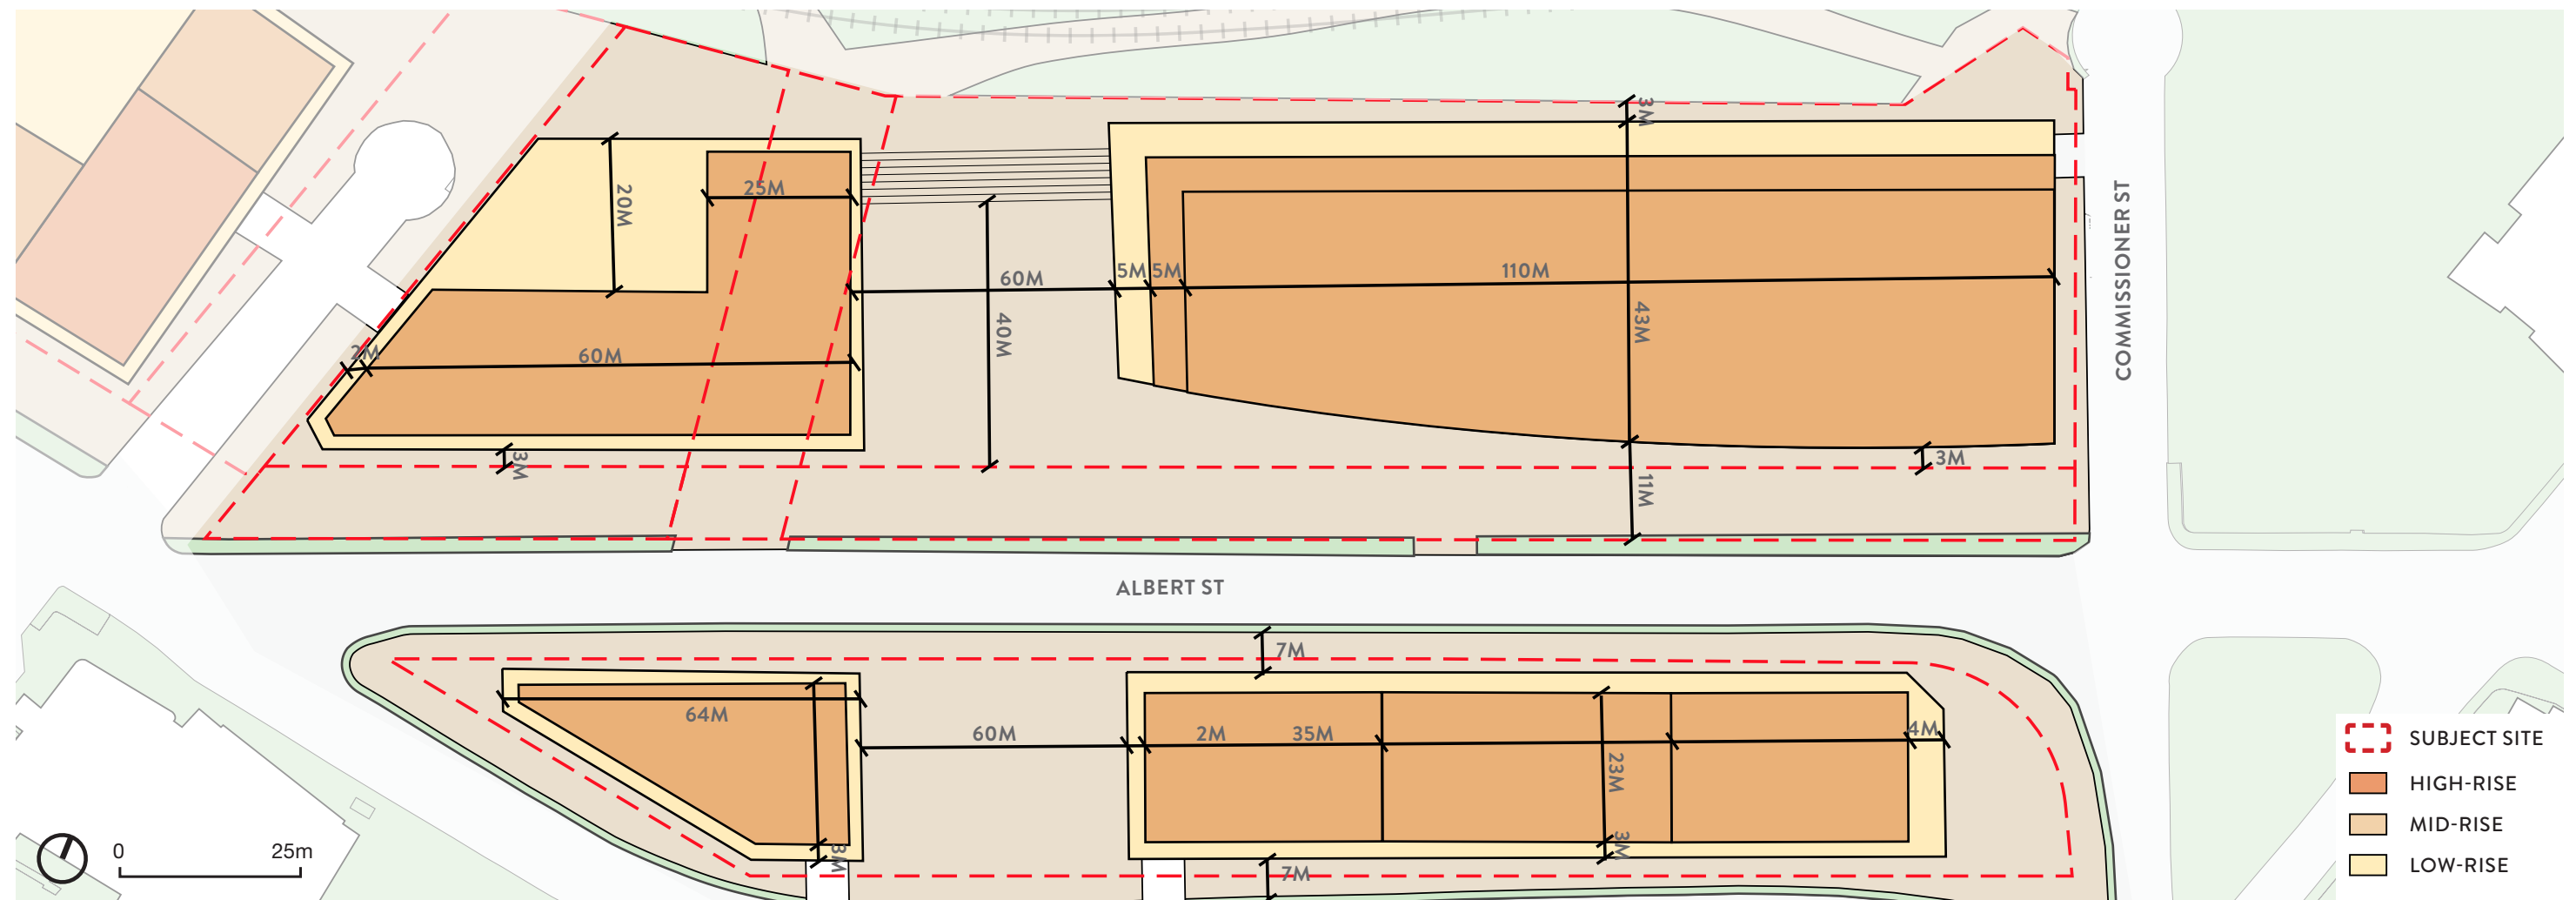 3M
20M
25M
COMMISSIONER ST
60M
5M
5M
110M
40M
43M
2M
60M
3M
3M
11M
ALBERT ST
7M
64M
60M
2M
35M
23M
4M
3M
3M
7M
0
25m
SUBJECT SITE
HIGH-RISE
MID-RISE
LOW-RISE